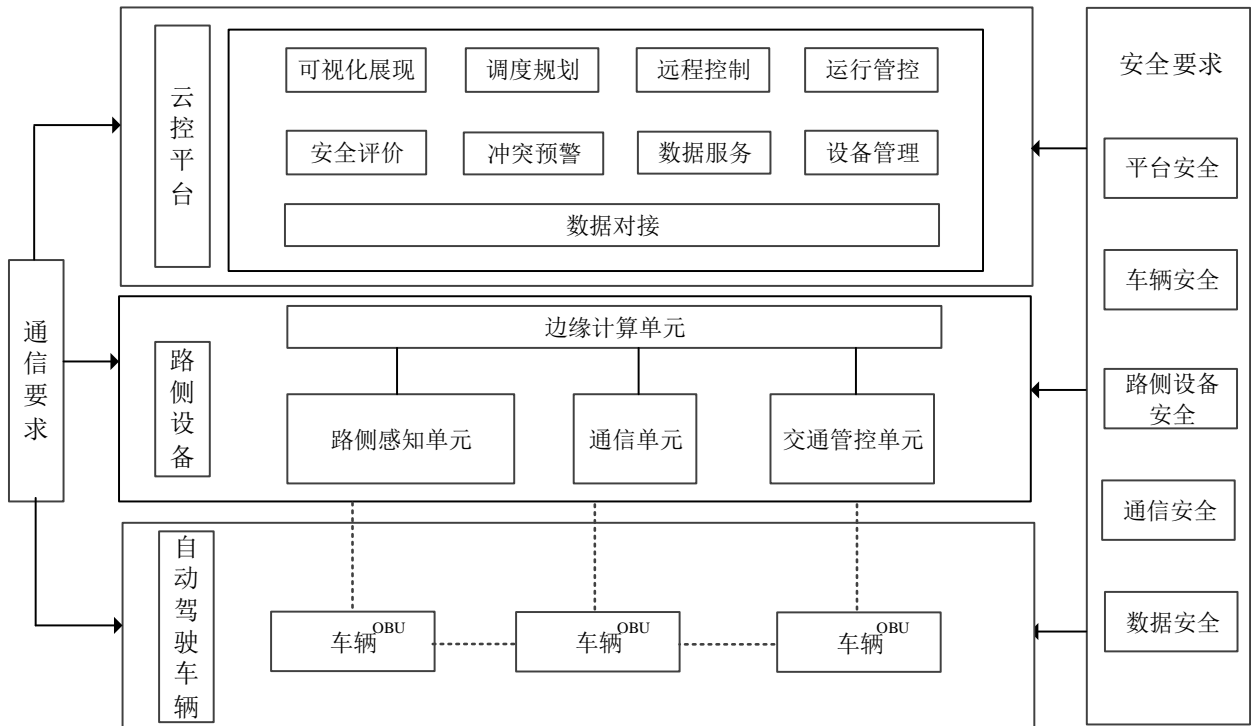 云控平台
可视化展现
调度规划
远程控制
运行管控
安全评价
冲突预警
数据服务
设备管理
数据对接
通信要求
路侧设备
边缘计算单元
路侧感知单元
通信单元
交通管控单元
自动驾驶车辆
车辆OBU
车辆OBU
车辆OBU
安全要求
平台安全
车辆安全
路侧设备
安全
通信安全
数据安全